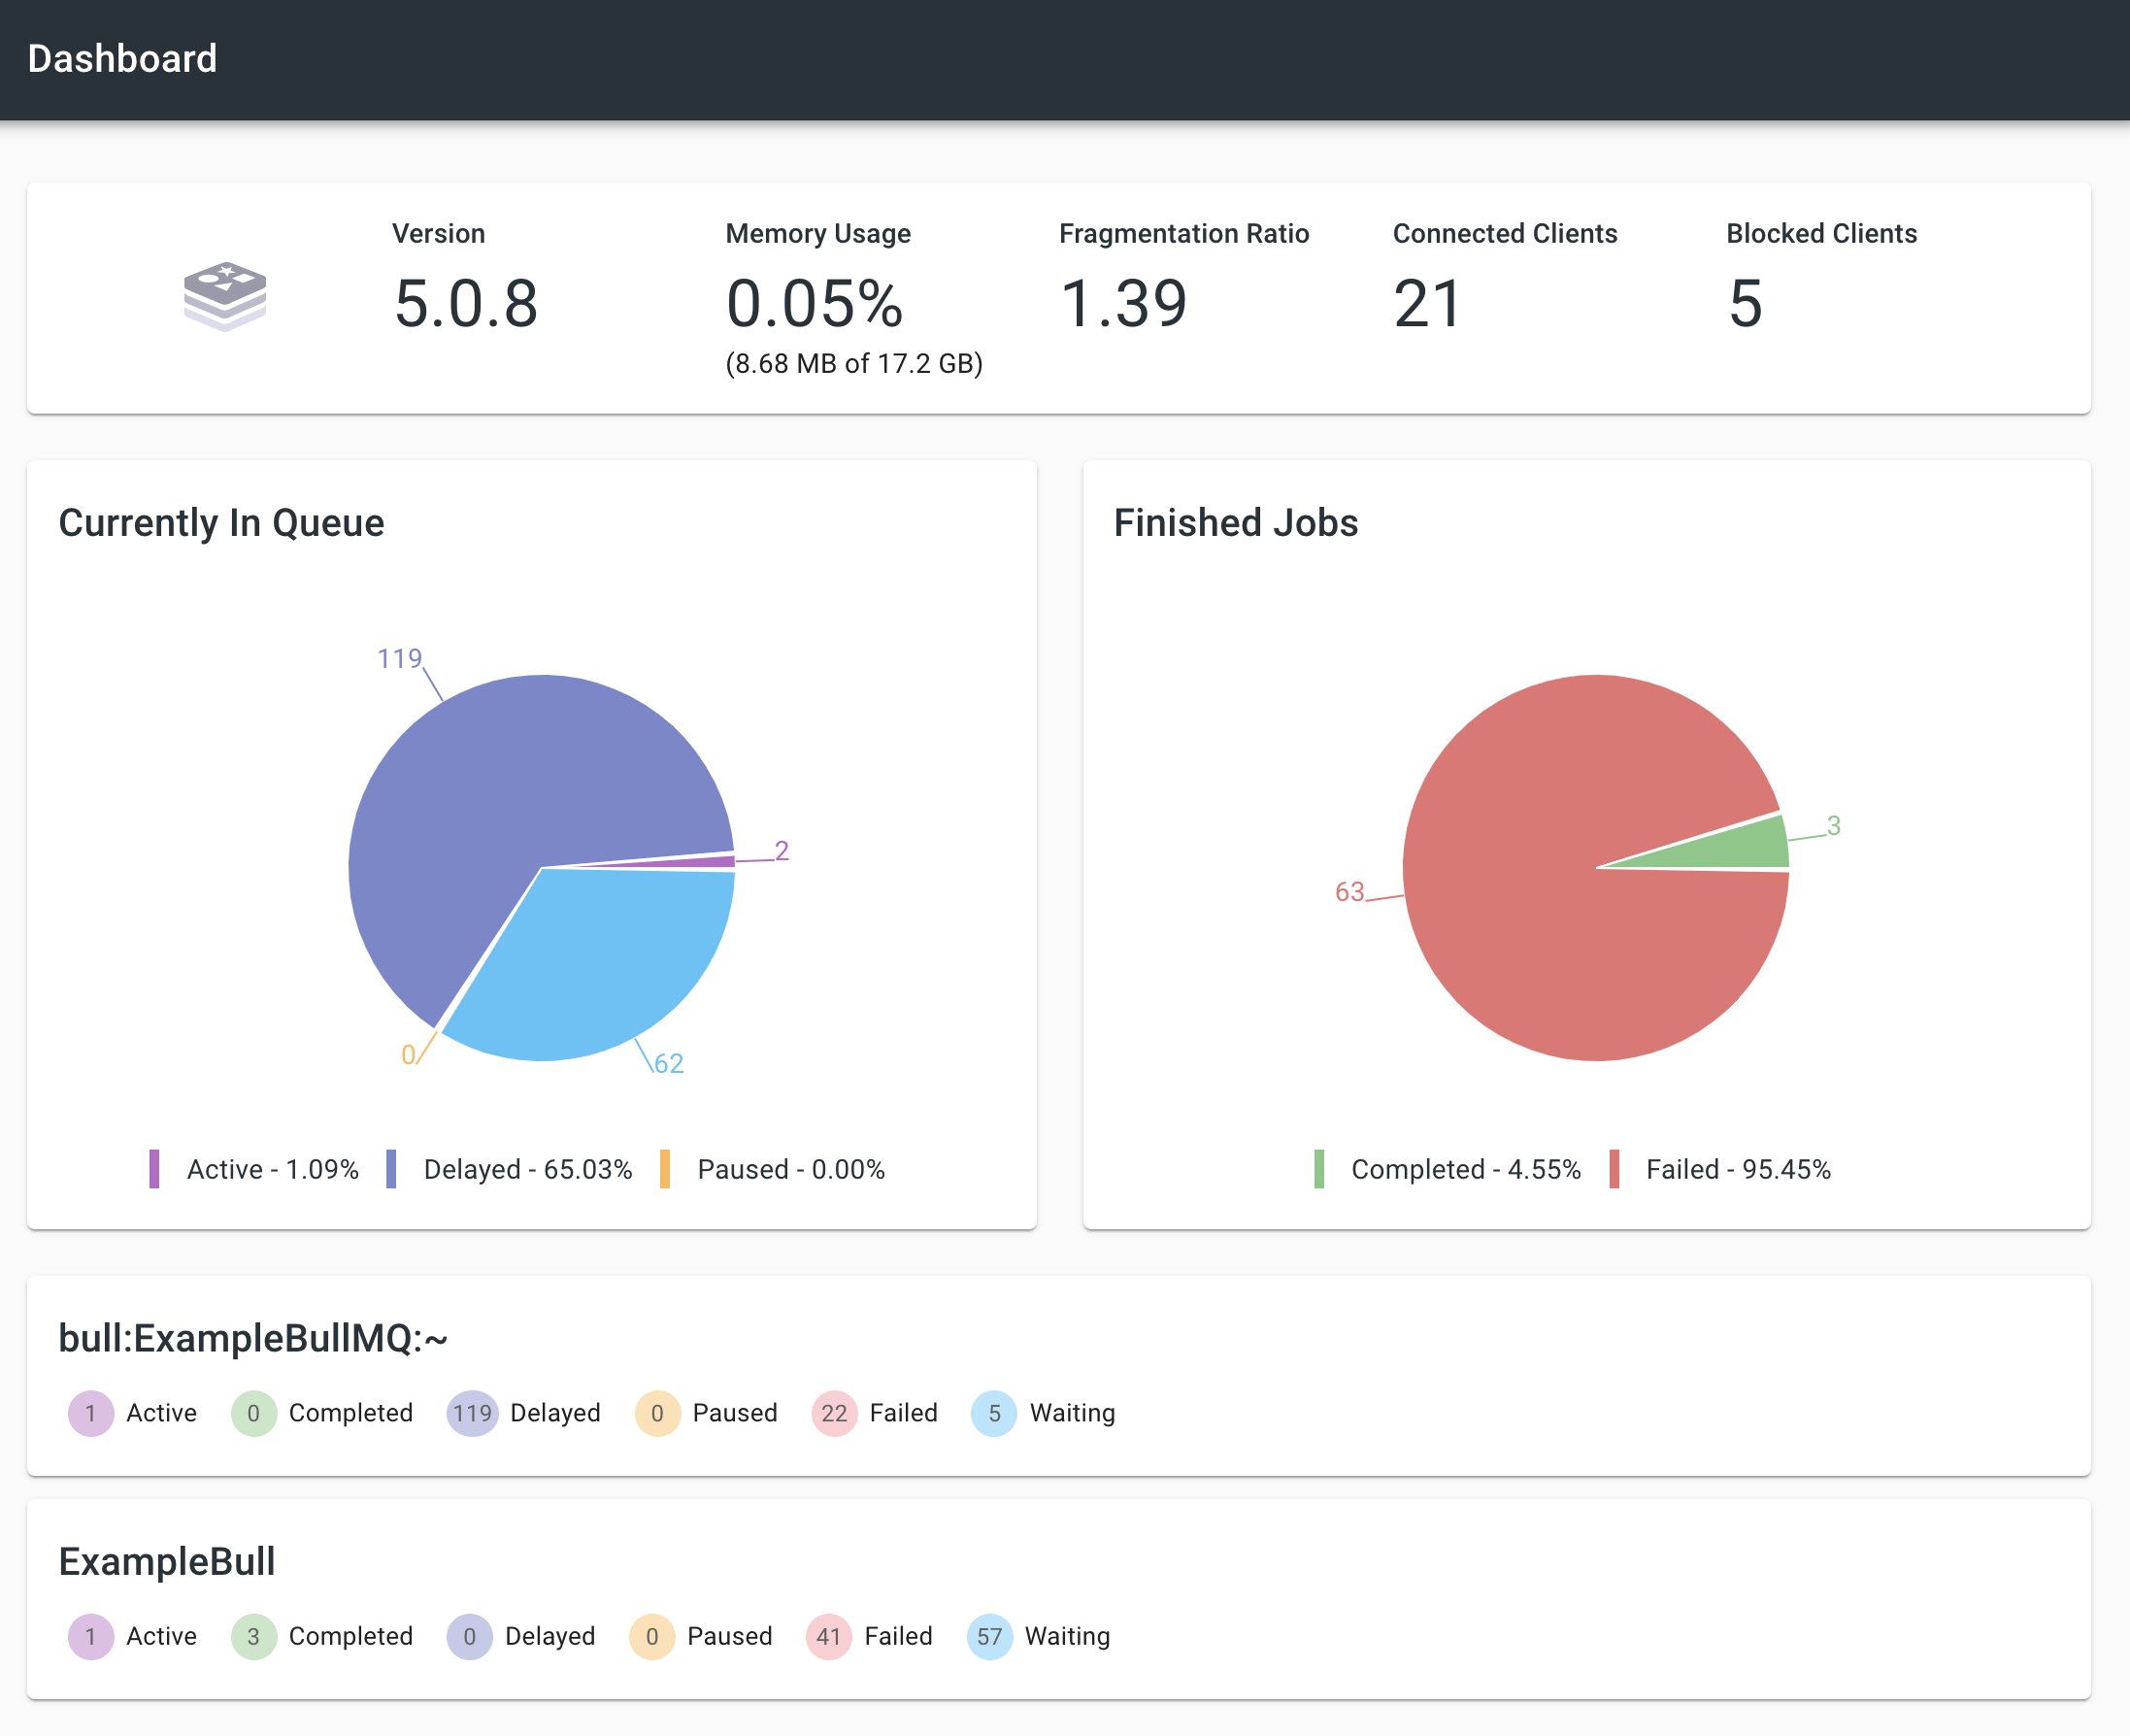 Dashboard
Version
Memory Usage
Fragmentation Ratio
Connected Clients
Blocked Clients
5.0.8
0.05%
1.39
21
5
(8.68 MB of 17.2 GB)
Currently In Queue
119
2
0
62
Active - 1.09%
Delayed - 65.03%
Paused - 0.00%
Finished Jobs
3
63
Completed - 4.55%
Failed - 95.45%
bull:ExampleBullMQ:~
1 Active 0 Completed 119 Delayed 0 Paused 22 Failed 5 Waiting
ExampleBull
1 Active 3 Completed 0 Delayed 0 Paused 41 Failed 57 Waiting